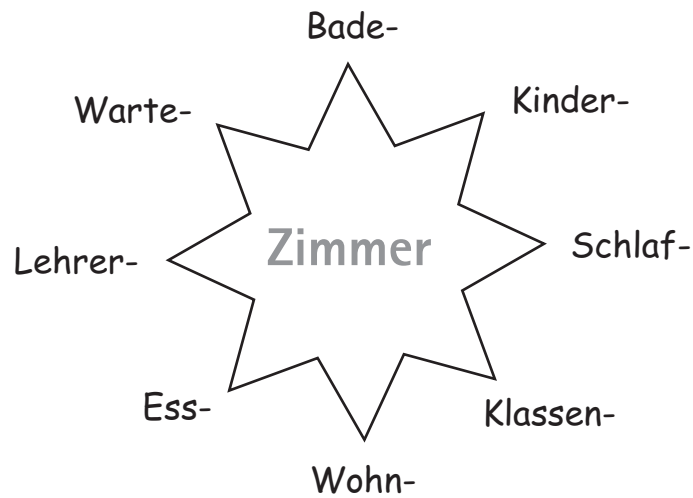 Bade-
Kinder-
Warte-
Zimmer
Schlaf-
Lehrer-
Ess-
Klassen-
Wohn-